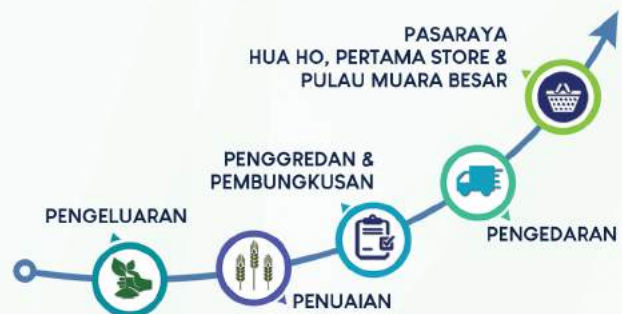 PASARAYA
HUA HO, PERTAMA STORE &
PULAU MUARA BESAR
PENGGREDAN &
PEMBUNGKUSAN
PENGELUARAN
PENGEDARAN
PENUAIAN